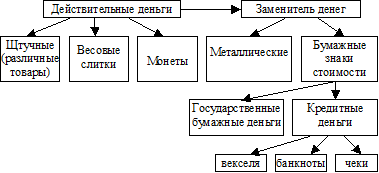 Действительные деньги
Заменитель денег
Щтучные
(различные
товары)
Весовые
слитки
Монеты
Металлические
Бумажные
знаки
стоимости
Государственные
бумажные деньги
Кредитные
деньги
векселя
банкноты
чеки